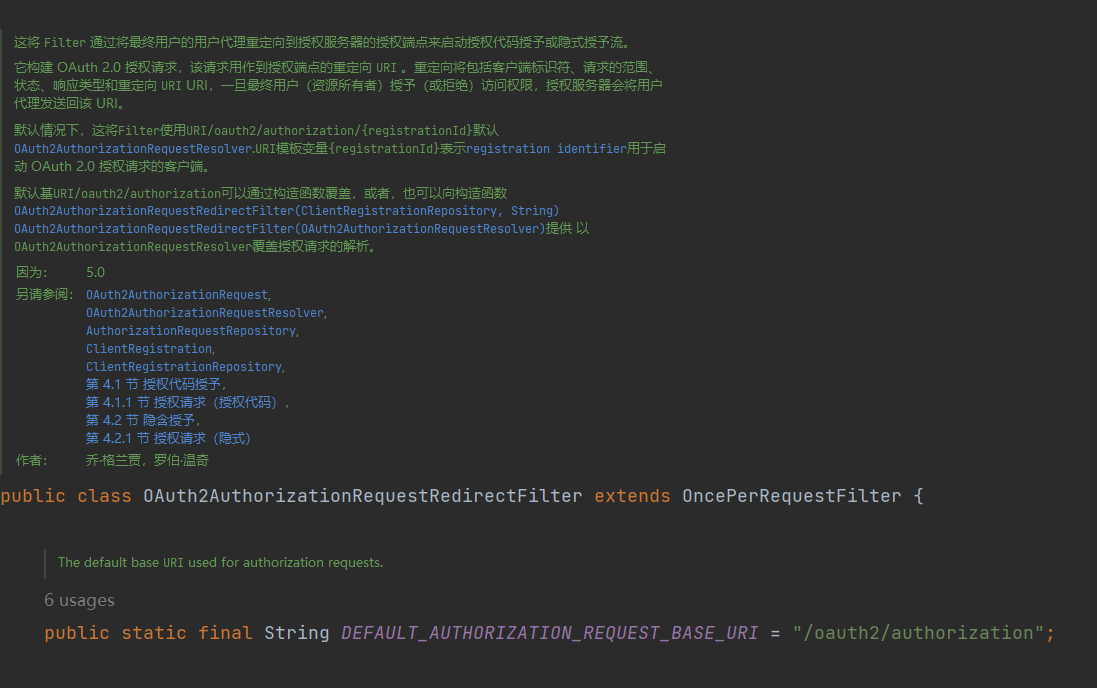 这将 Filter 通过将最终用户的用户代理重定向到授权服务器的授权端点来启动授权代码授予或隐式授予流。
它构建 OAuth 2.0 授权请求，该请求用作到授权端点的重定向 URI 。重定向将包括客户端标识符、请求的范围、
状态、响应类型和重定向 URI URI，一旦最终用户（资源所有者）授予（或拒绝）访问权限，授权服务器会将用户
代理发送回该 URI。
默认情况下，这将Filter使用URI/oauth2/authorization/{registrationId}默认
OAuth2AuthorizationRequestResolver.URI模板变量{registrationId}表示registration identifier用于启
动 OAuth 2.0 授权请求的客户端。
默认基URI/oauth2/authorization可以通过构造函数覆盖，或者，也可以向构造函数
OAuth2AuthorizationRequestRedirectFilter(ClientRegistrationRepository, String)
OAuth2AuthorizationRequestRedirectFilter(OAuth2AuthorizationRequestResolver)提供 以
OAuth2AuthorizationRequestResolver覆盖授权请求的解析。
因为： 5.0
另请参阅： OAuth2AuthorizationRequest,
OAuth2AuthorizationRequestResolver,
AuthorizationRequestRepository,
ClientRegistration,
ClientRegistrationRepository,
第 4.1 节 授权代码授予,
第 4.1.1 节 授权请求（授权代码）,
第 4.2 节 隐含授予,
第 4.2.1 节 授权请求（隐式）
作者： 乔·格兰贾，罗伯·温奇
public class OAuth2AuthorizationRequestRedirectFilter extends OncePerRequestFilter {
The default base URI used for authorization requests.
6 usages
public static final String DEFAULT_AUTHORIZATION_REQUEST_BASE_URI = "/oauth2/authorization";